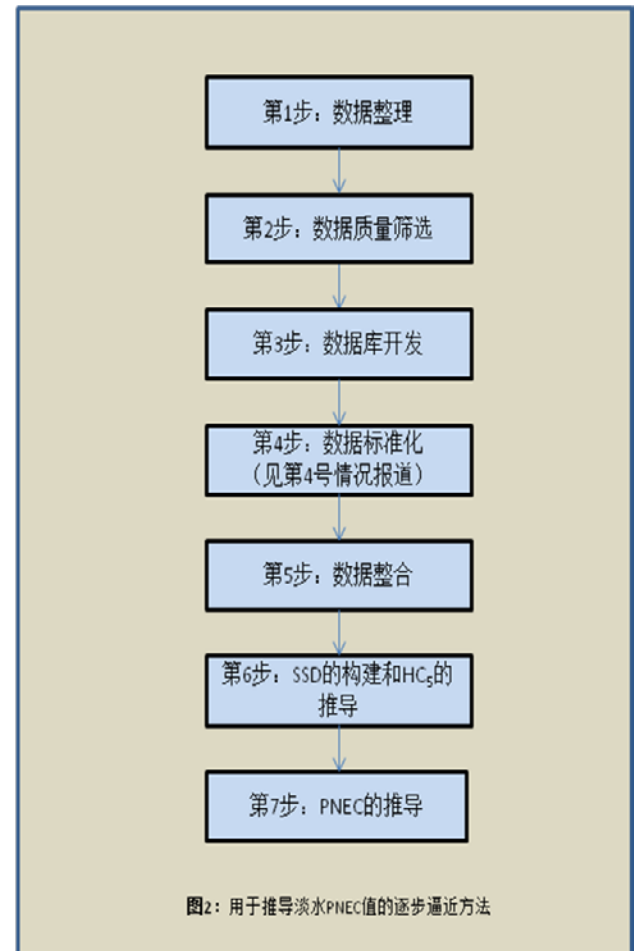 第1步：数据整理
第2步：数据质量筛选
第3步：数据库开发
第4步：数据标准化
（见第4号情况报道）
第5步：数据整合
第6步：SSD的构建和HC₅的
推导
第7步：PNEC的推导
图2：用于推导淡水PNEC值的逐步逼近方法